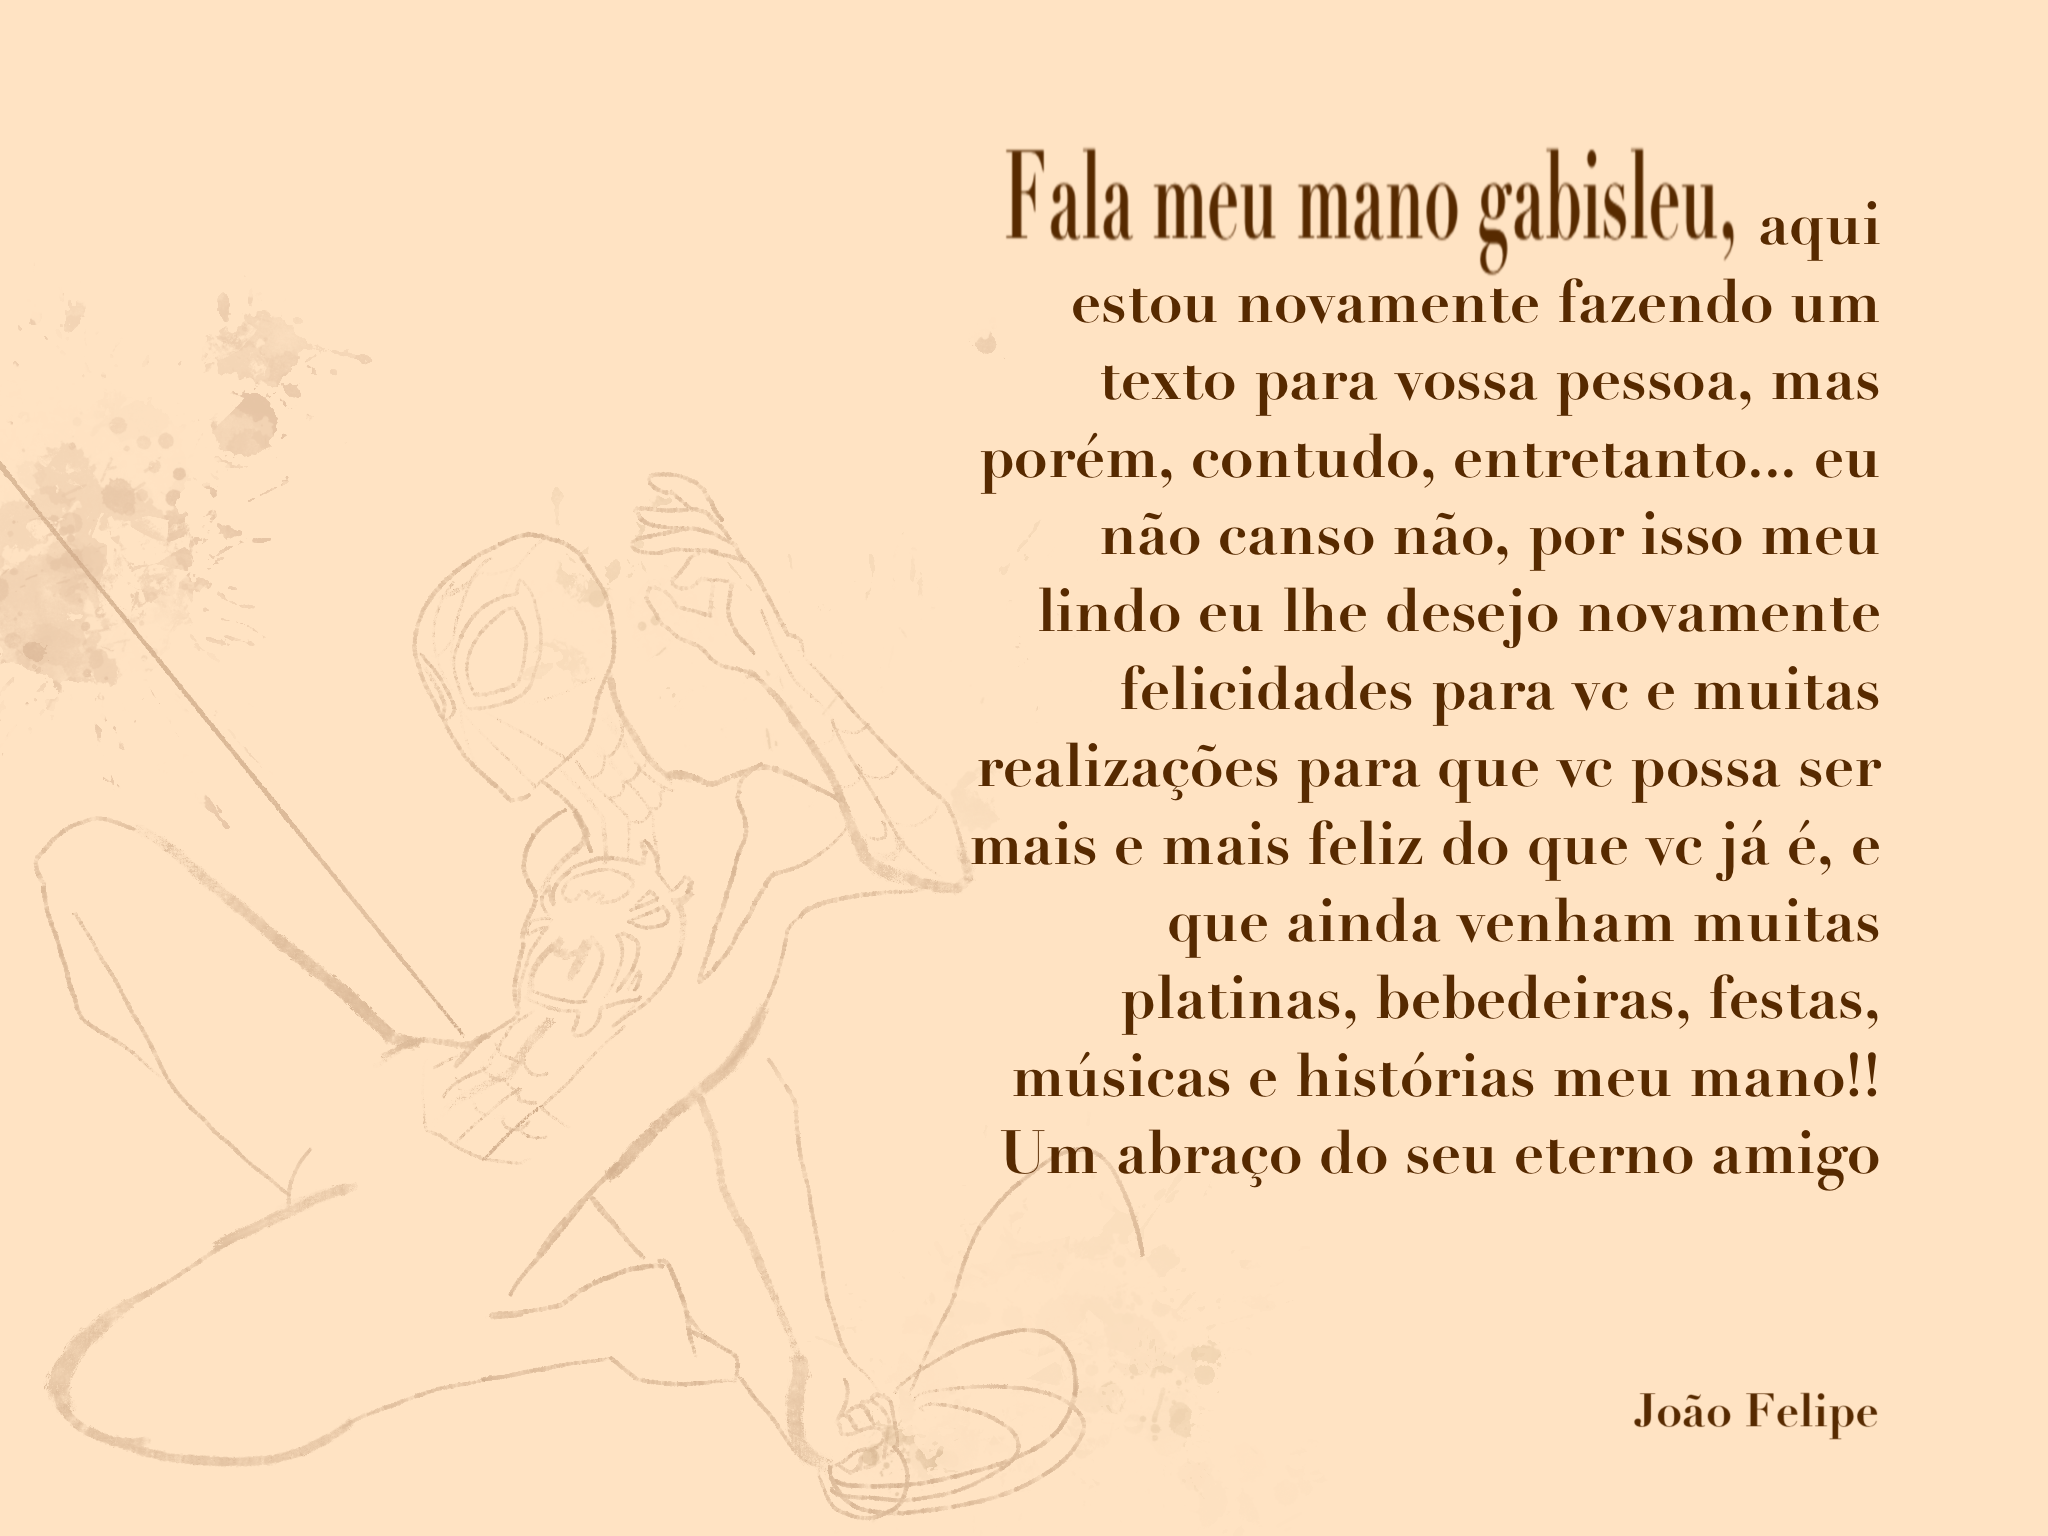 Fala meu mano gabisleu, aqui
estou novamente fazendo um
texto para vossa pessoa, mas
porém, contudo, entretanto... eu
não canso não, por isso meu
lindo eu lhe desejo novamente
felicidades para vc e muitas
realizações para que vc possa ser
mais e mais feliz do que vc já é, e
que ainda venham muitas
platinas, bebedeiras, festas,
músicas e histórias meu mano!!
Um abraço do seu eterno amigo
João Felipe